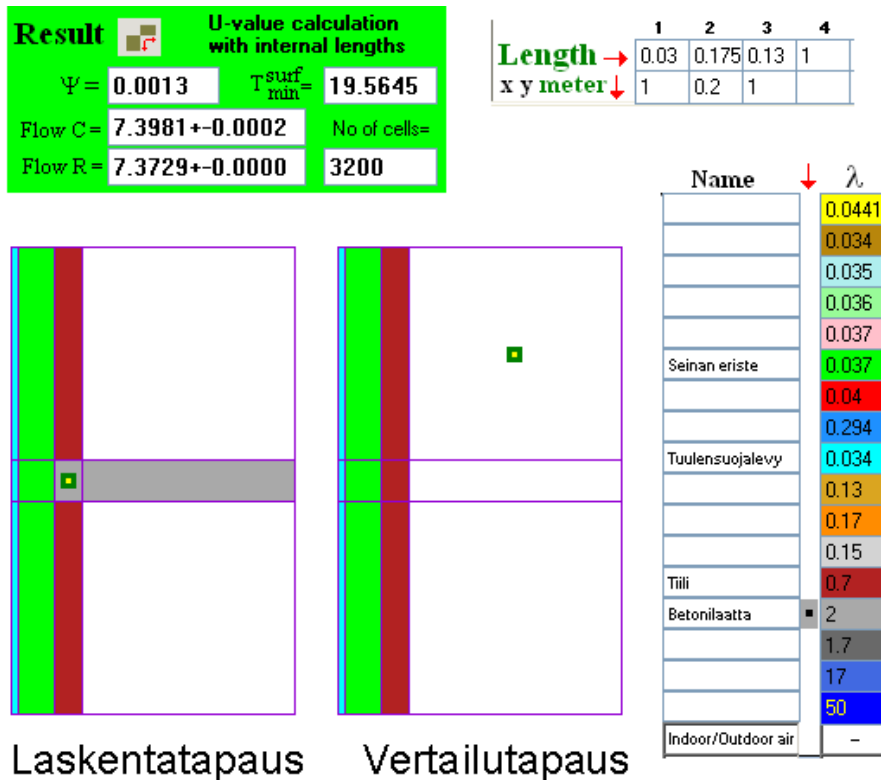 Result
U-value calculation
with internal lengths
Ψ = 0.0013 T surf min = 19.5645
Flow C = 7.3981+-0.0002 No of cells=
Flow R = 7.3729+-0.0000 3200
1 2 3 4
Length → 0.03 0.175 0.13 1
x y meter ↓ 1 0.2 1
Name ↓ λ
0.0441
0.034
0.035
0.036
0.037
Seinan eriste 0.037
0.04
0.294
Tuulensuojalevy 0.034
0.13
0.17
0.15
Tiili 0.7
Betonilaatta 2
1.7
17
50
Indoor/Outdoor air –
Laskentatapaus Vertailutapaus